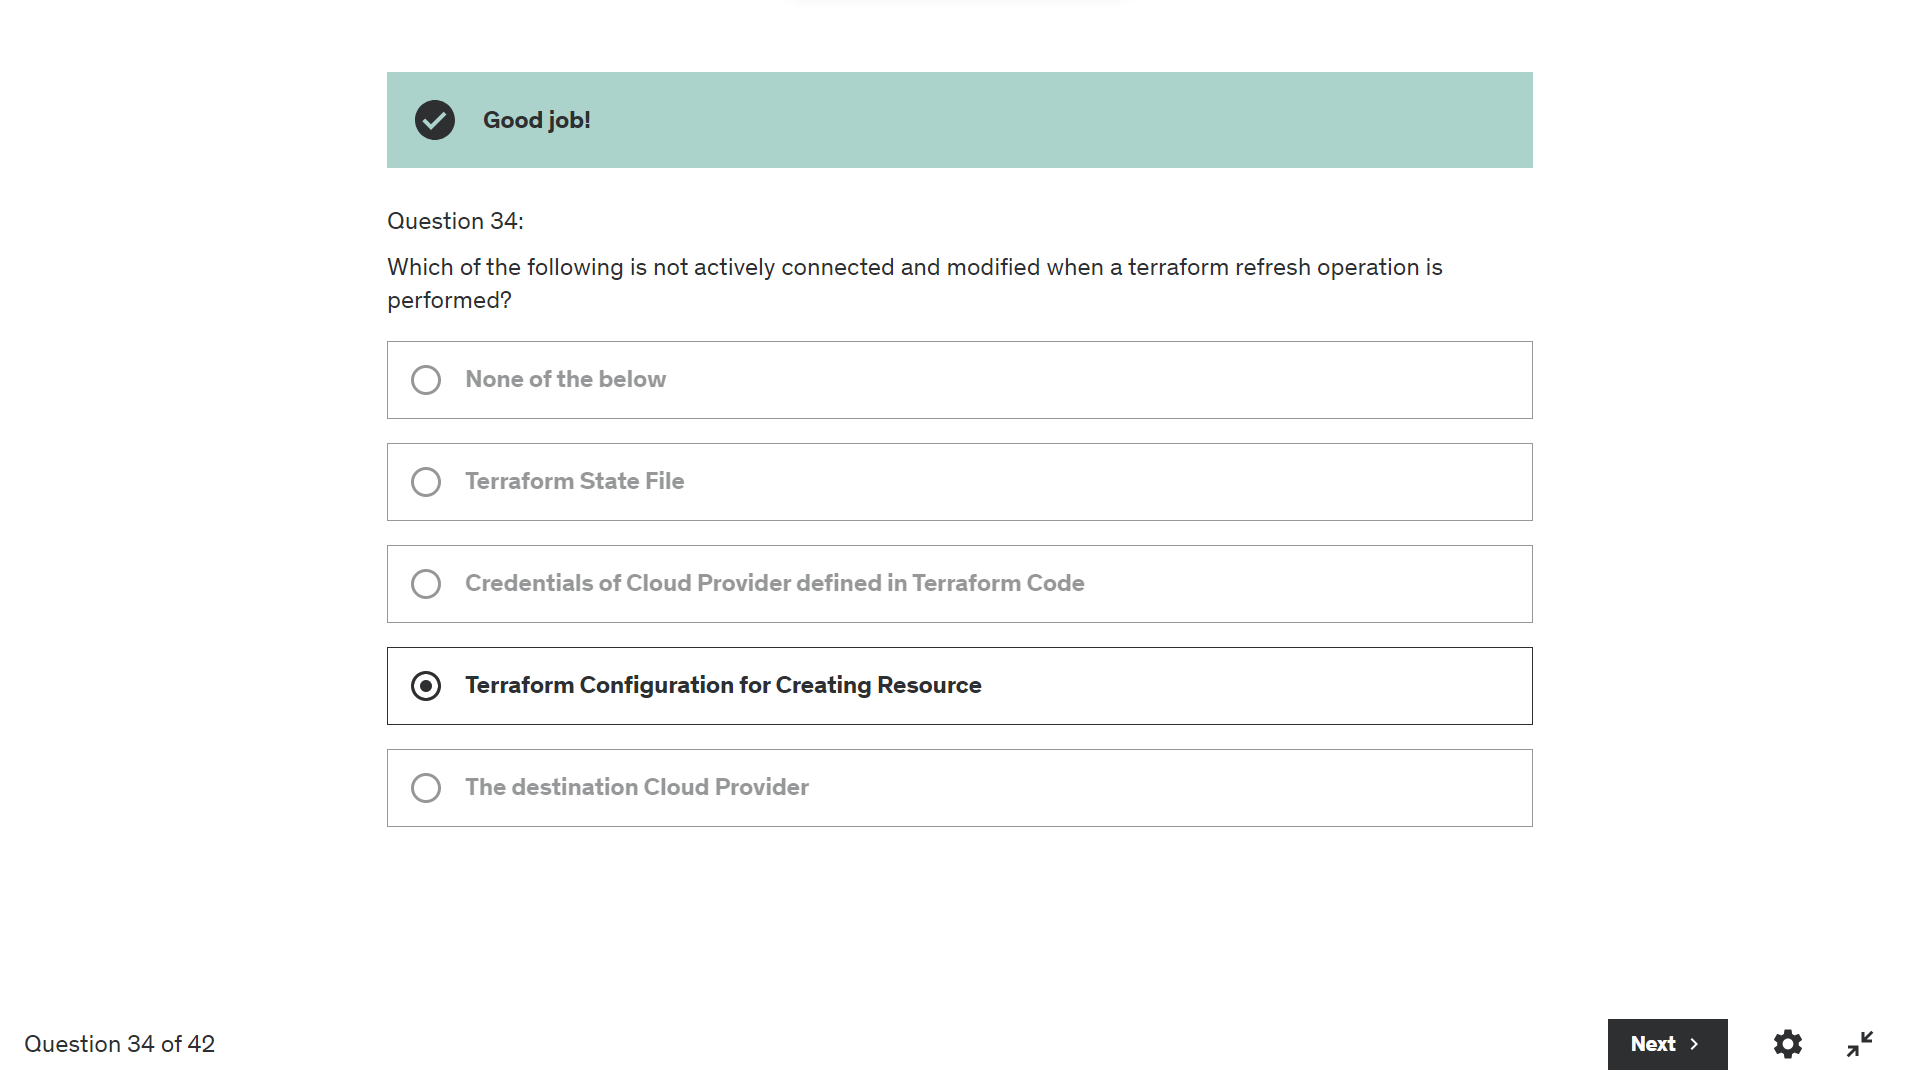 Good job!
Question 34:
Which of the following is not actively connected and modified when a terraform refresh operation is
performed?
None of the below
Terraform State File
Credentials of Cloud Provider defined in Terraform Code
Terraform Configuration for Creating Resource
The destination Cloud Provider
Question 34 of 42
Next